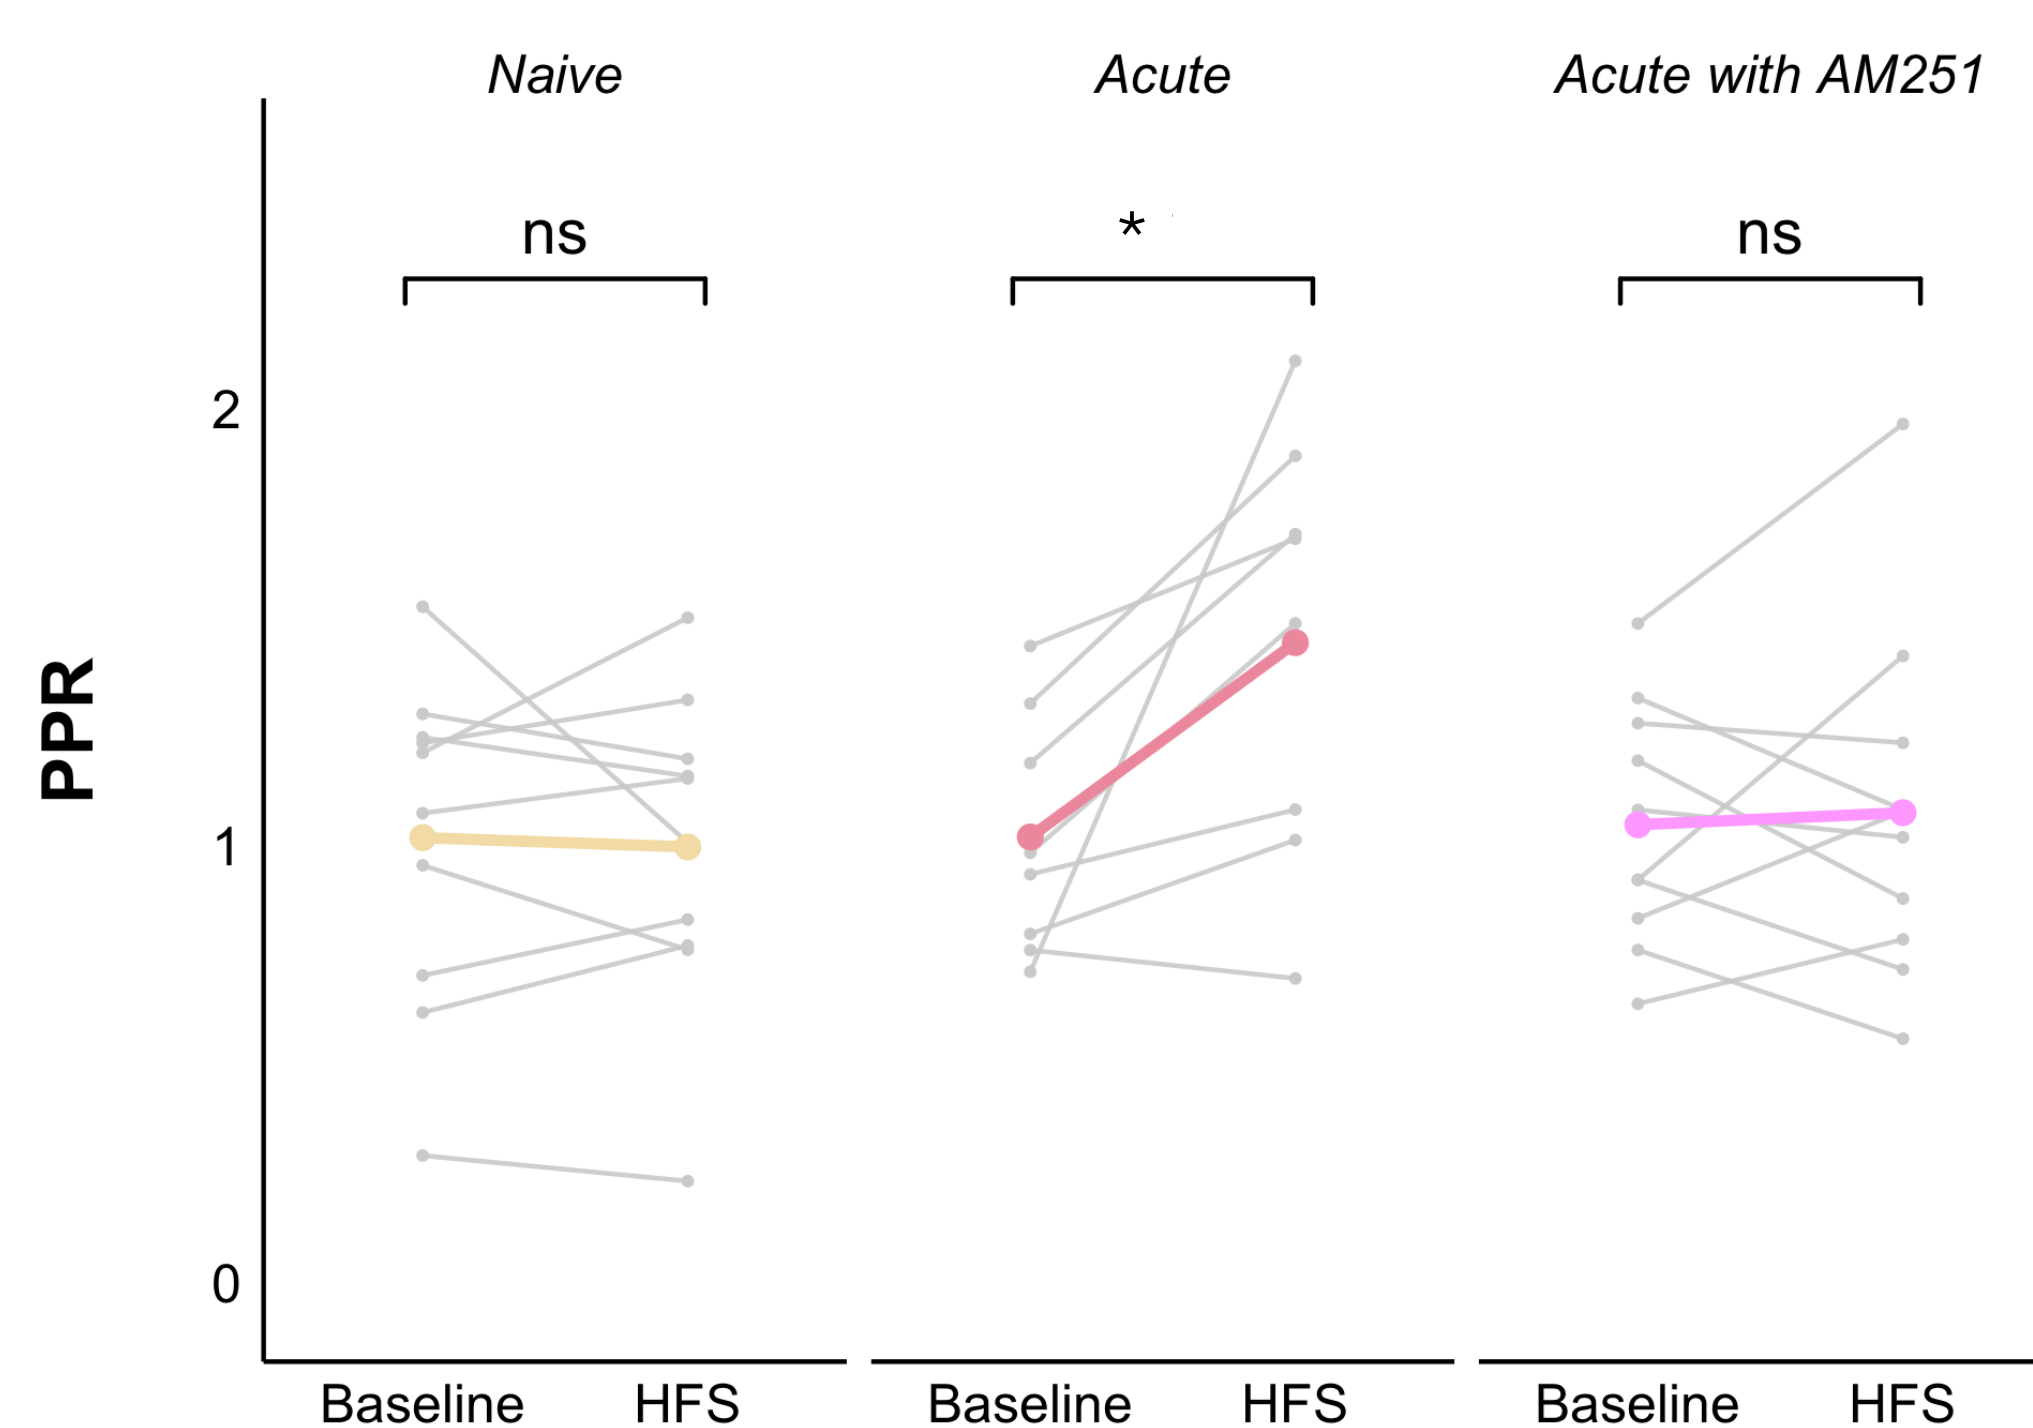 Naive Acute Acute with AM251
ns * ns
PPR
2
1
0
Baseline HFS Baseline HFS Baseline HFS